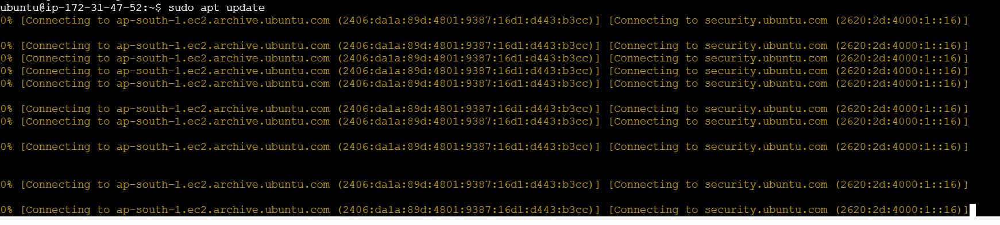 ubuntu@ip-172-31-47-52:~$ sudo apt update
0% [Connecting to ap-south-1.ec2.archive.ubuntu.com (2406:da1a:89d:4801:9387:16d1:d443:b3cc)] [Connecting to security.ubuntu.com (2620:2d:4000:1::16)]
0% [Connecting to ap-south-1.ec2.archive.ubuntu.com (2406:da1a:89d:4801:9387:16d1:d443:b3cc)] [Connecting to security.ubuntu.com (2620:2d:4000:1::16)]
0% [Connecting to ap-south-1.ec2.archive.ubuntu.com (2406:da1a:89d:4801:9387:16d1:d443:b3cc)] [Connecting to security.ubuntu.com (2620:2d:4000:1::16)]
0% [Connecting to ap-south-1.ec2.archive.ubuntu.com (2406:da1a:89d:4801:9387:16d1:d443:b3cc)] [Connecting to security.ubuntu.com (2620:2d:4000:1::16)]
0% [Connecting to ap-south-1.ec2.archive.ubuntu.com (2406:da1a:89d:4801:9387:16d1:d443:b3cc)] [Connecting to security.ubuntu.com (2620:2d:4000:1::16)]
0% [Connecting to ap-south-1.ec2.archive.ubuntu.com (2406:da1a:89d:4801:9387:16d1:d443:b3cc)] [Connecting to security.ubuntu.com (2620:2d:4000:1::16)]
0% [Connecting to ap-south-1.ec2.archive.ubuntu.com (2406:da1a:89d:4801:9387:16d1:d443:b3cc)] [Connecting to security.ubuntu.com (2620:2d:4000:1::16)]
0% [Connecting to ap-south-1.ec2.archive.ubuntu.com (2406:da1a:89d:4801:9387:16d1:d443:b3cc)] [Connecting to security.ubuntu.com (2620:2d:4000:1::16)]
0% [Connecting to ap-south-1.ec2.archive.ubuntu.com (2406:da1a:89d:4801:9387:16d1:d443:b3cc)] [Connecting to security.ubuntu.com (2620:2d:4000:1::16)]
0% [Connecting to ap-south-1.ec2.archive.ubuntu.com (2406:da1a:89d:4801:9387:16d1:d443:b3cc)] [Connecting to security.ubuntu.com (2620:2d:4000:1::16)]